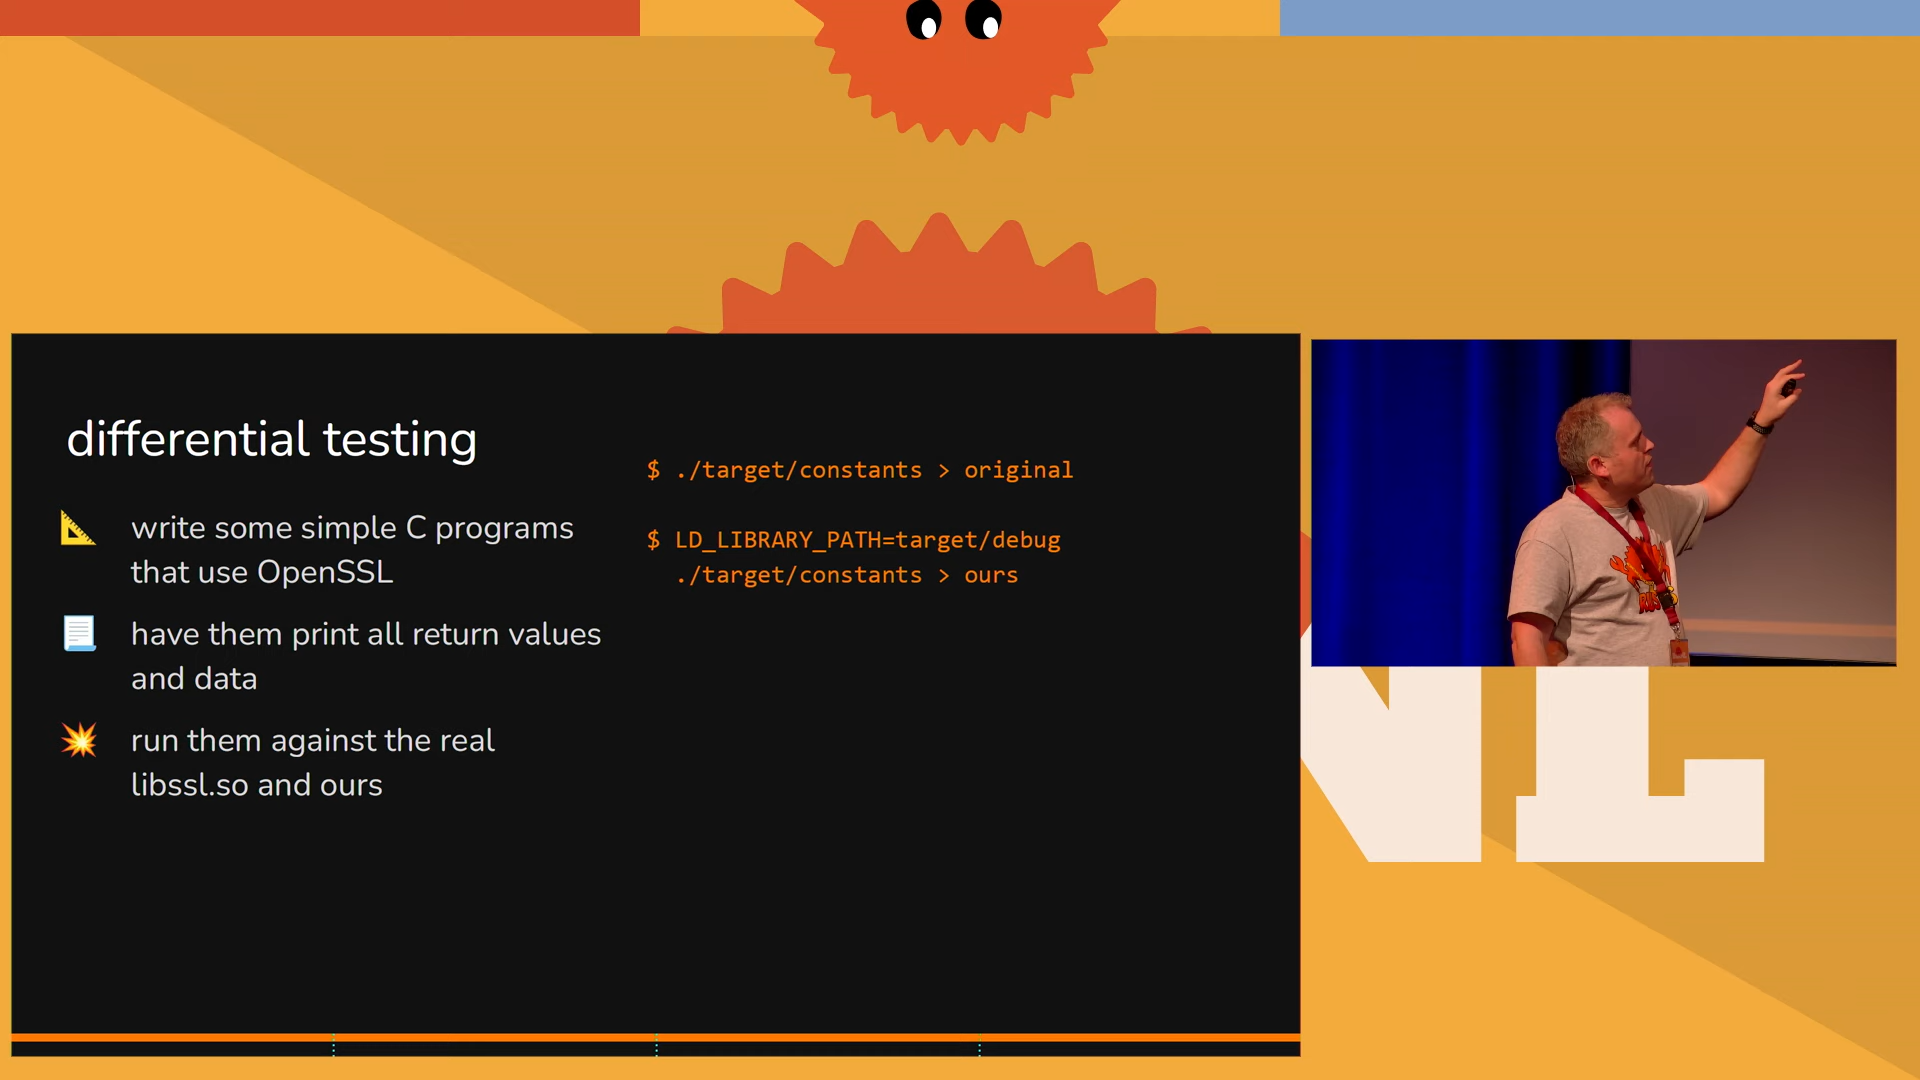 differential testing
write some simple C programs
that use OpenSSL
have them print all return values
and data
run them against the real
libssl.so and ours
$ ./target/constants > original
$ LD_LIBRARY_PATH=target/debug
./target/constants > ours
NL